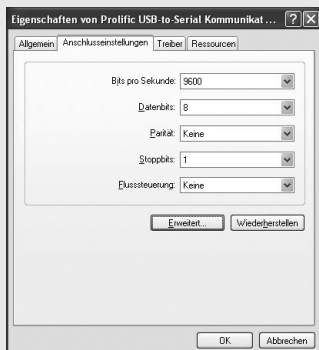 Eigenschaften von Prolific USB-to-Serial Kommunikat ...
Allgemein Anschlusseinstellungen Treiber Ressourcen
Bits pro Sekunde: 9600
Datenbits: 8
Parität: Keine
Stoppbits: 1
Flusssteuerung: Keine
Erweitert... Wiederherstellen
OK Abbrechen